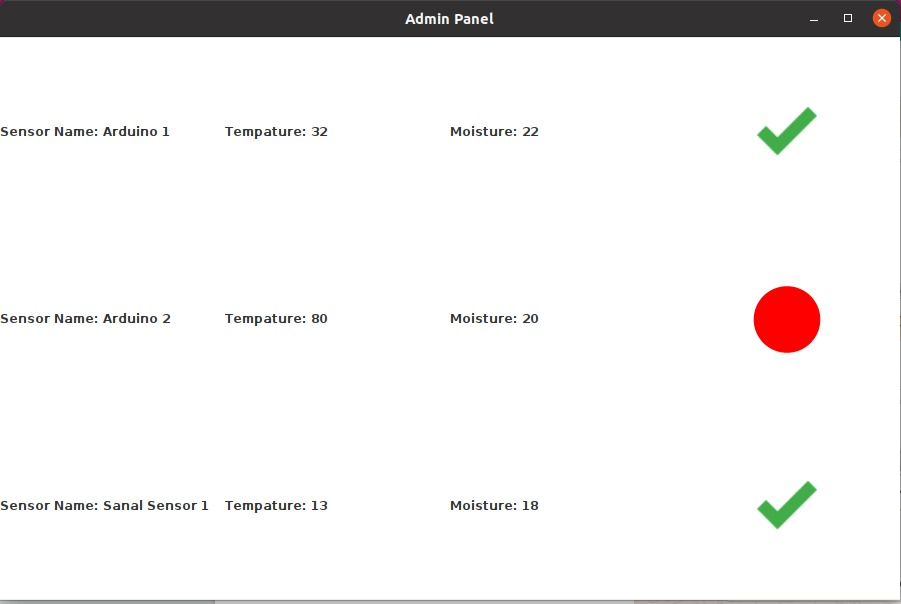 Admin Panel
Sensor Name: Arduino 1 Tempature: 32 Moisture: 22
Sensor Name: Arduino 2 Tempature: 80 Moisture: 20
Sensor Name: Sanal Sensor 1 Tempature: 13 Moisture: 18